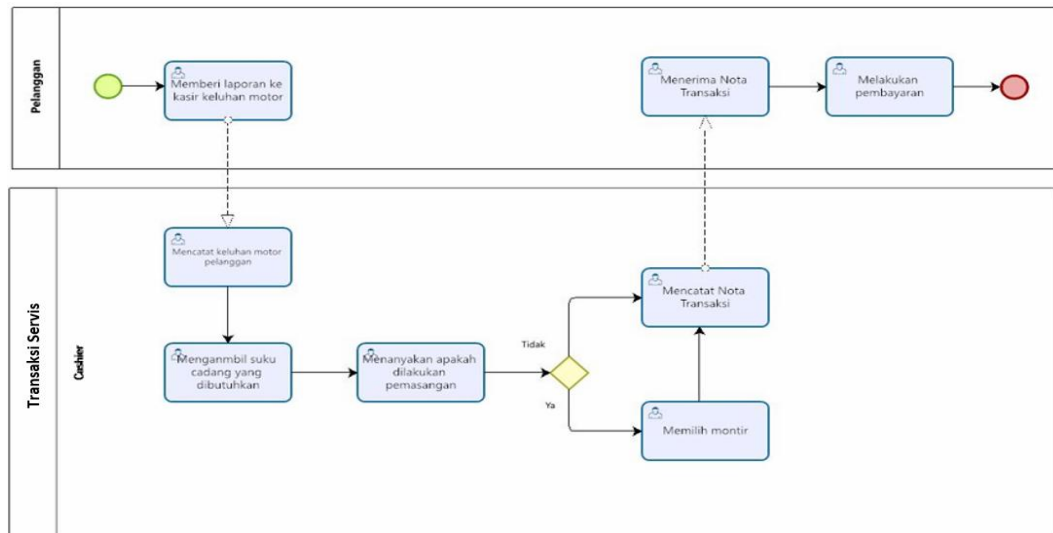 Pelanggan
Memberi laporan ke
kasir keluhan motor
Menerima Nota
Transaksi
Melakukan
pembayaran
Transaksi Servis
Cashier
Mencatat keluhan motor
pelanggan
Menganmbil suku
cadang yang
dibutuhkan
Menanyakan apakah
dilakukan
pemasangan
Tidak
Ya
Mencatat Nota
Transaksi
Memilih montir